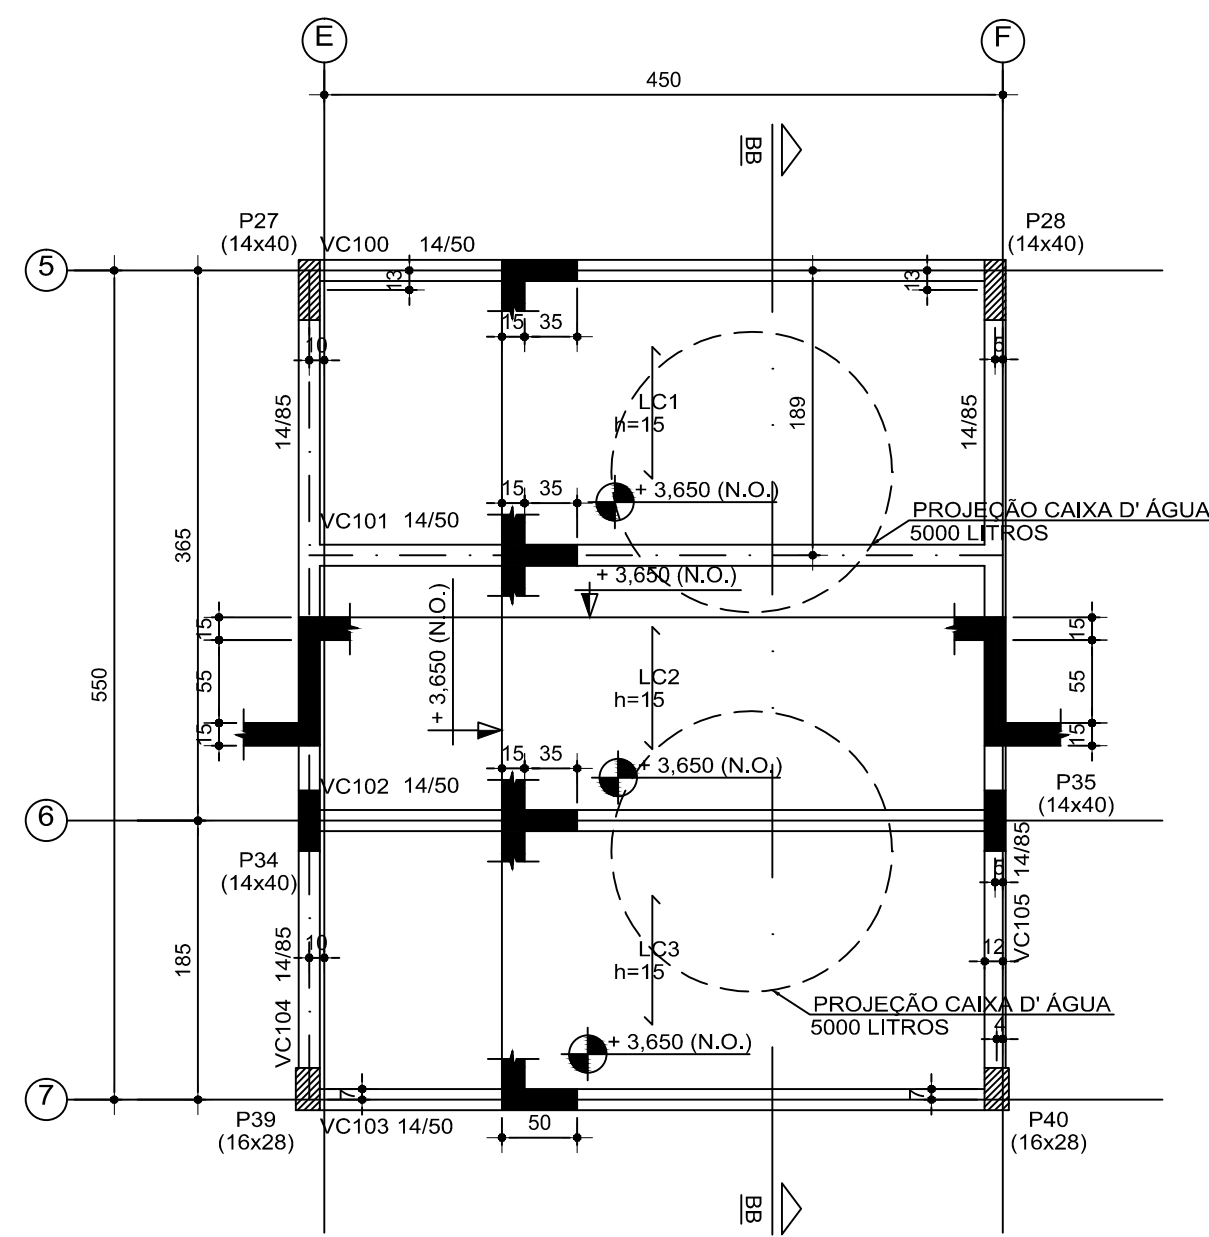 E
F
450
BB
P27
(14x40)
VC100 14/50
P28
(14x40)
5
13
13
15 35
10
5
14/85
LC1
h=15
189
14/85
15 35
+ 3,650 (N.O.)
PROJEÇÃO CAIXA D' ÁGUA
5000 LITROS
VC101 14/50
365
+ 3,650 (N.O.)
+ 3,650 (N.O.)
15
55
15
550
LC2
h=15
15
55
15
15 35
+ 3,650 (N.O.)
VC102 14/50
P35
(14x40)
6
P34
(14x40)
14/85
5
VC105
185
10
14/85
VC104
LC3
h=15
12
PROJEÇÃO CAIXA D' ÁGUA
5000 LITROS
4
+ 3,650 (N.O.)
7
7
7
P39
(16x28)
VC103 14/50
50
P40
(16x28)
BB